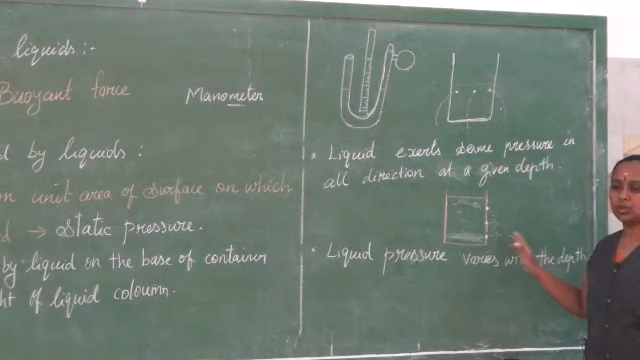 liquids :-
Buoyant force
Manometer
d by liquids :
on unit area of surface on which
→ Static pressure.
by liquid on the base of container
of liquid coloumn.
* Liquid exerts same pressure in
all direction at a given depth.
* Liquid pressure varies with the depth